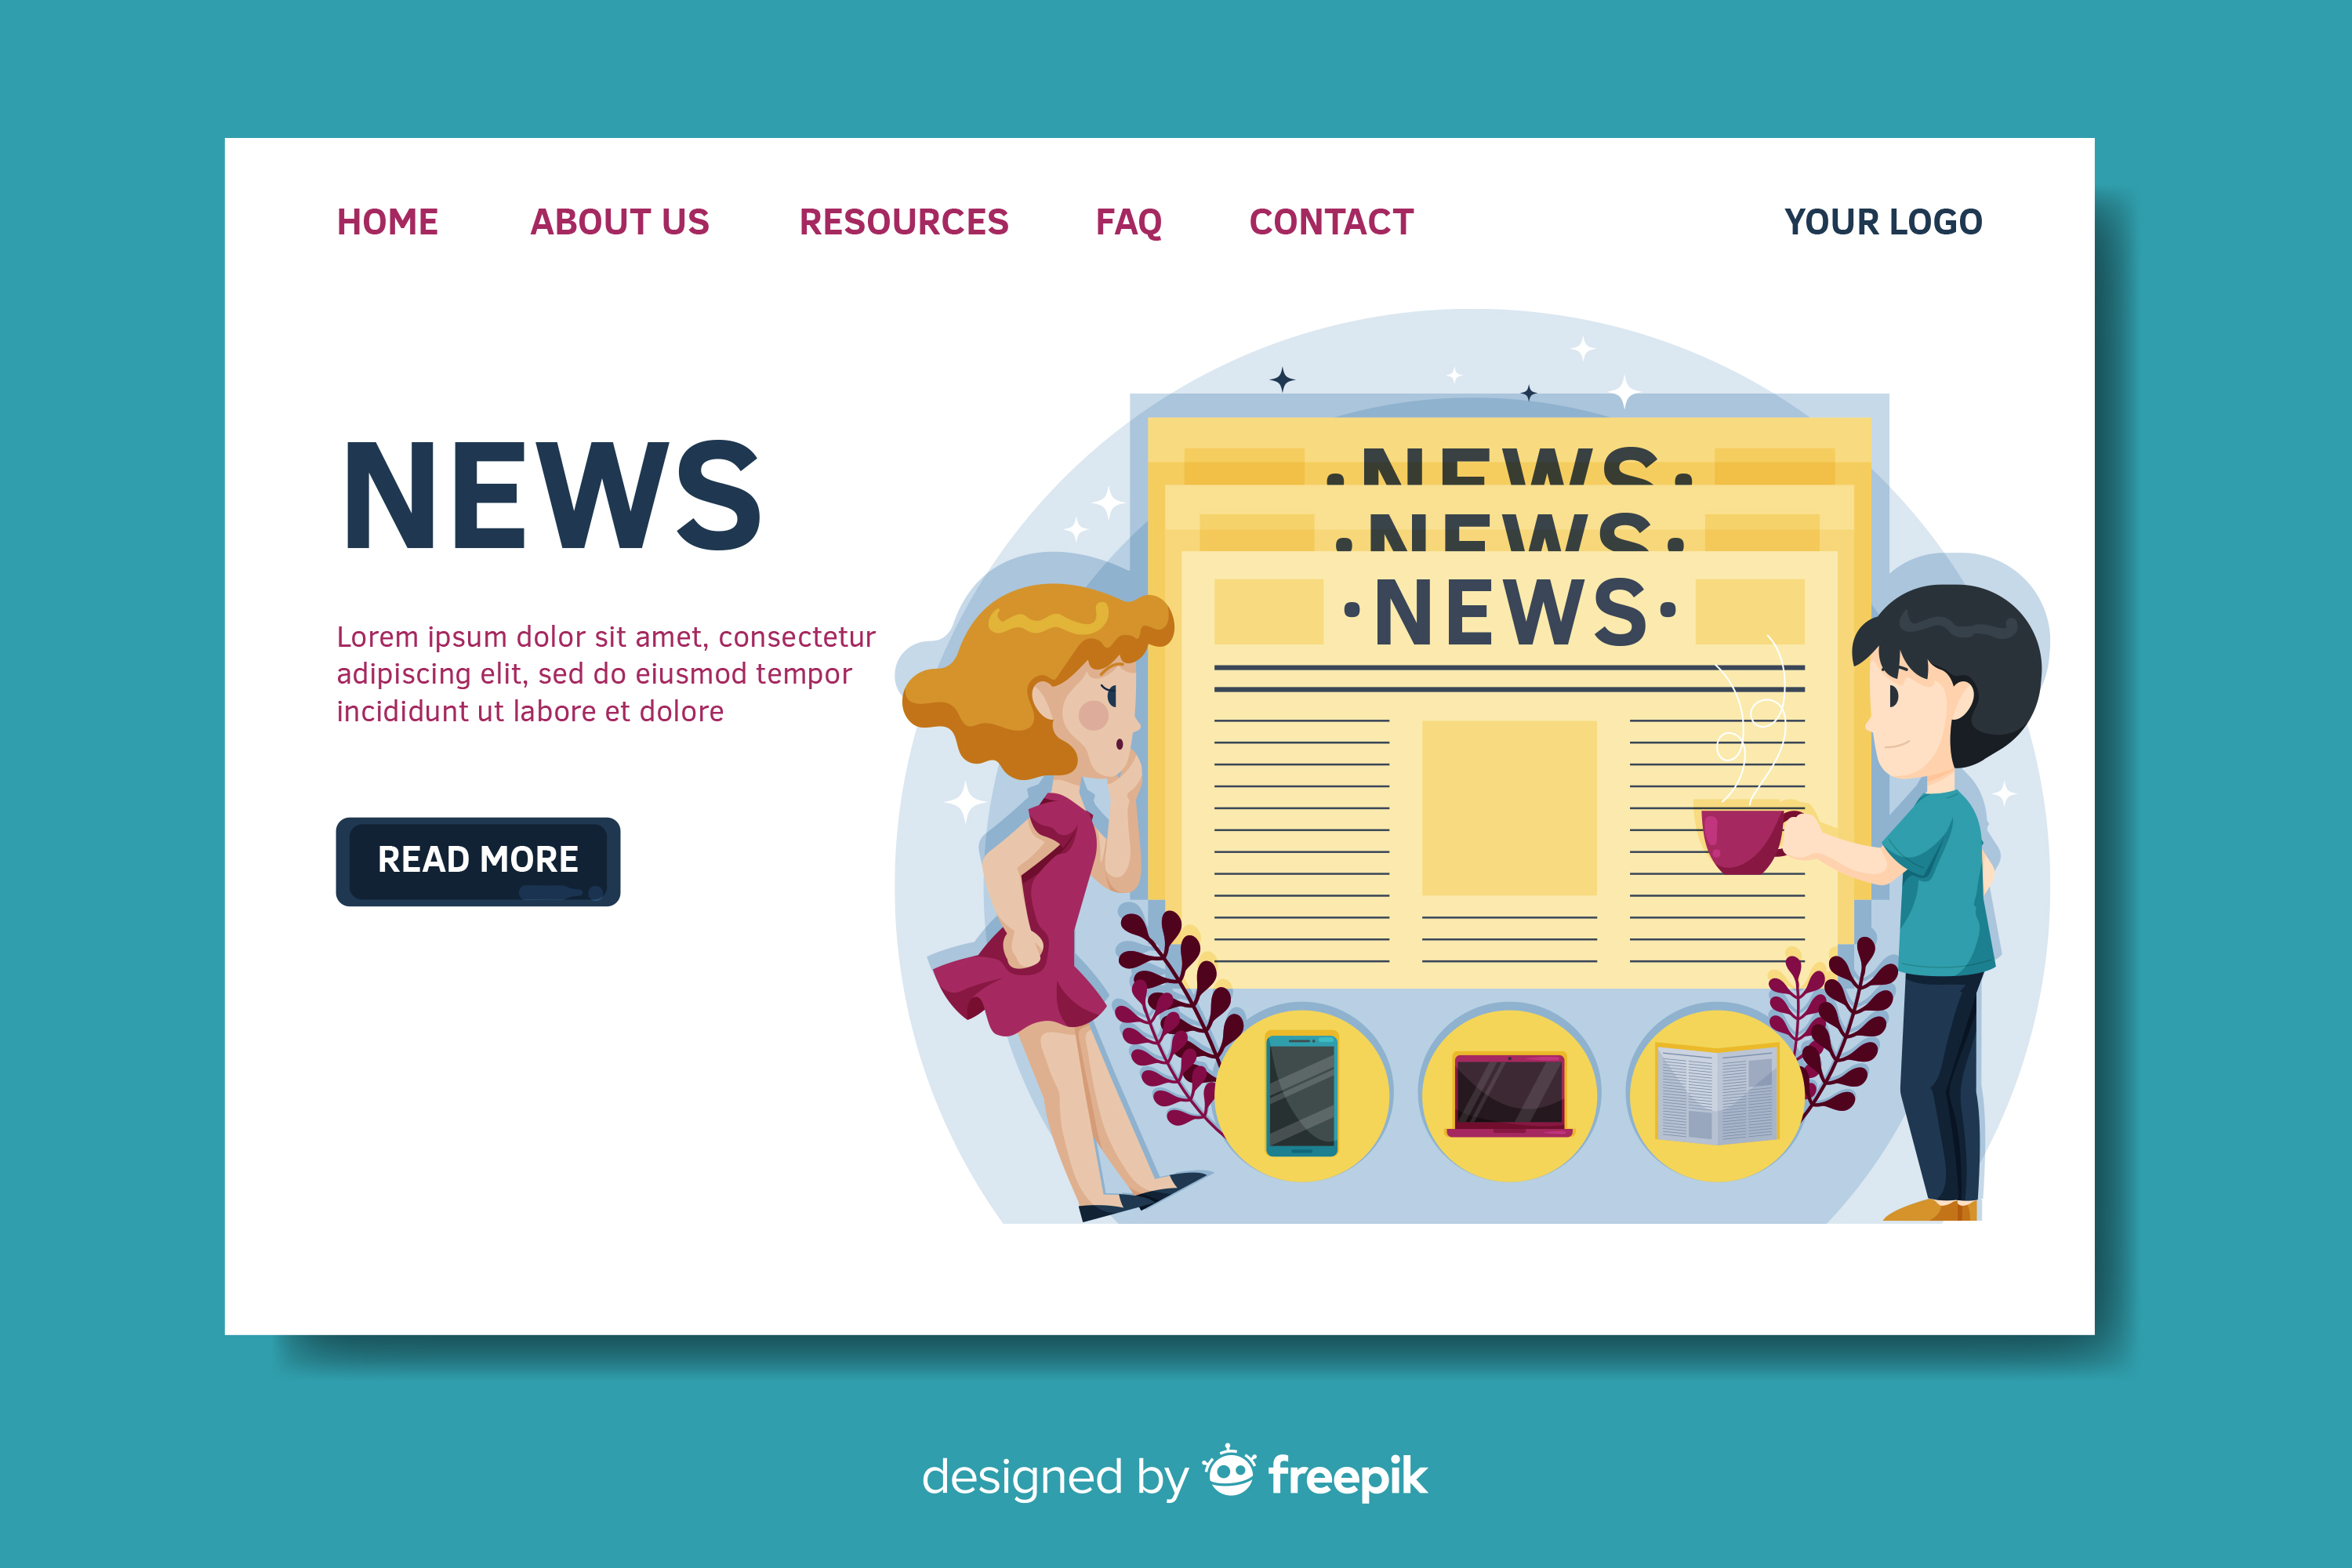 HOME ABOUT US RESOURCES FAQ CONTACT YOUR LOGO
NEWS
Lorem ipsum dolor sit amet, consectetur
adipiscing elit, sed do eiusmod tempor
incididunt ut labore et dolore
READ MORE
·NEWS·
·NEWS·
·NEWS·
designed by freepik